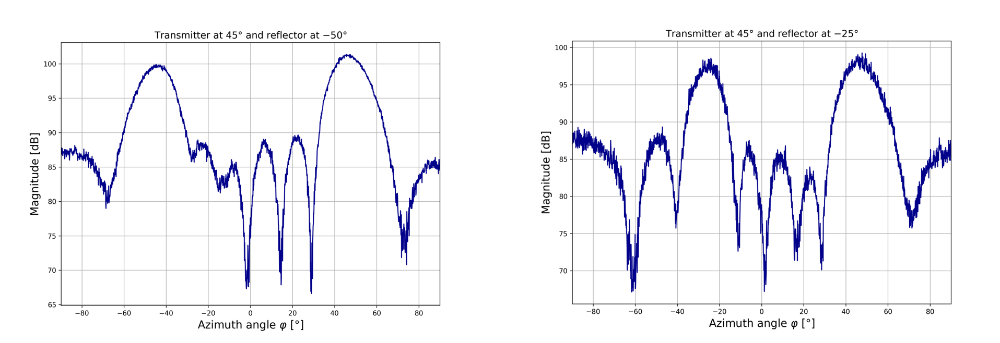 Transmitter at 45° and reflector at −50°
Magnitude [dB]
100
95
90
85
80
75
70
65
−80 −60 −40 −20 0 20 40 60 80
Azimuth angle φ [°]
Transmitter at 45° and reflector at −25°
Magnitude [dB]
100
95
90
85
80
75
70
−80 −60 −40 −20 0 20 40 60 80
Azimuth angle φ [°]